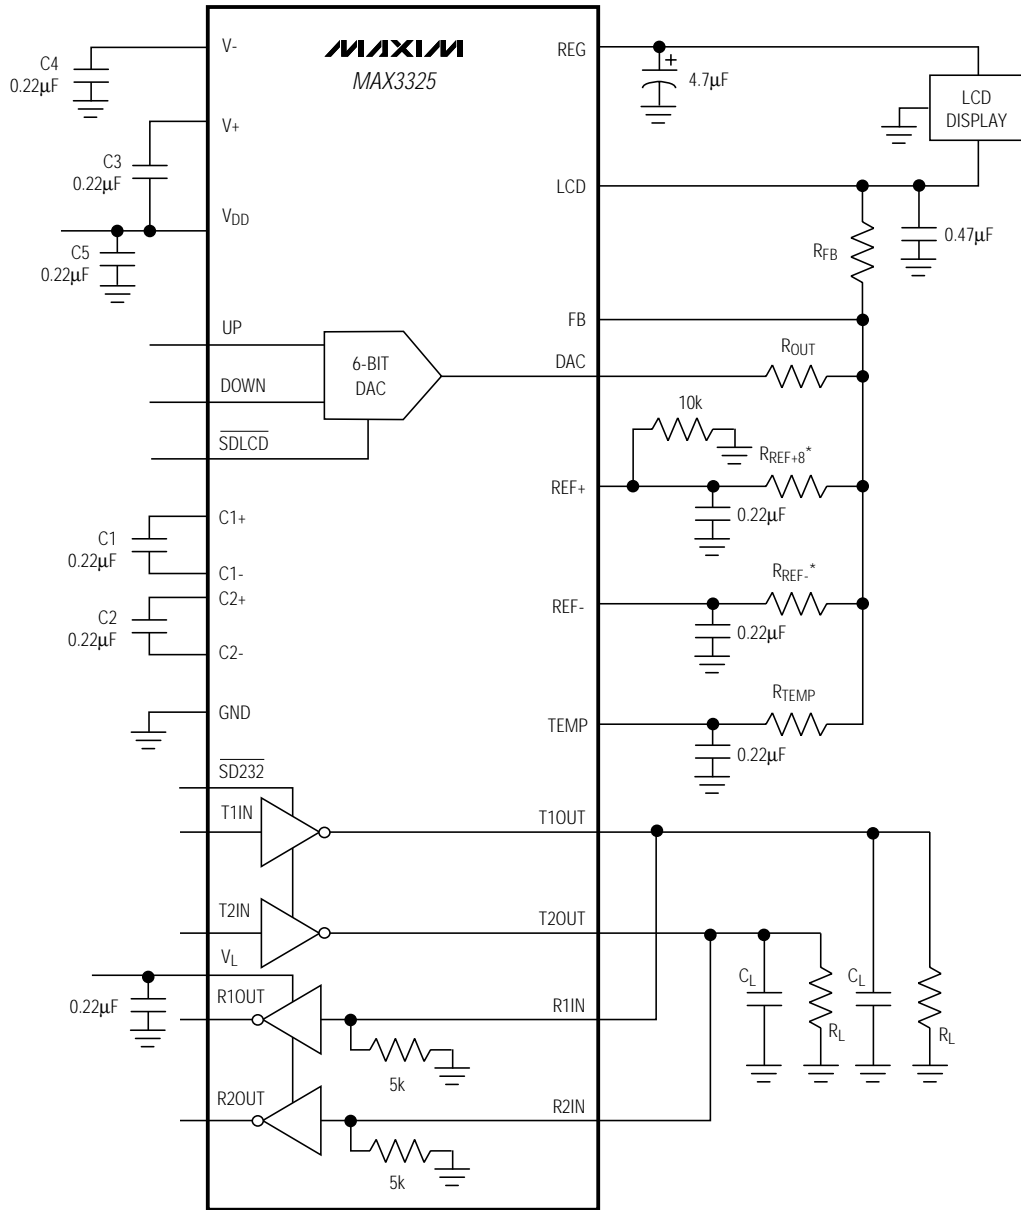 V-
MAXIM
MAX3325
REG
C4
0.22μF
+
4.7μF
LCD
DISPLAY
V+
C3
0.22μF
LCD
VDD
C5
0.22μF
RFB
0.47μF
UP
FB
6-BIT
DAC
DAC
ROUT
DOWN
SDLCD
10k
RREF+8*
REF+
0.22μF
C1+
C1
0.22μF
C1-
C2+
C2
0.22μF
C2-
RREF-*
REF-
0.22μF
GND
RTEMP
TEMP
0.22μF
SD232
T1IN
T1OUT
T2IN
T2OUT
VL
0.22μF
R1OUT
R1IN
5k
CL
RL
CL
RL
R2OUT
R2IN
5k